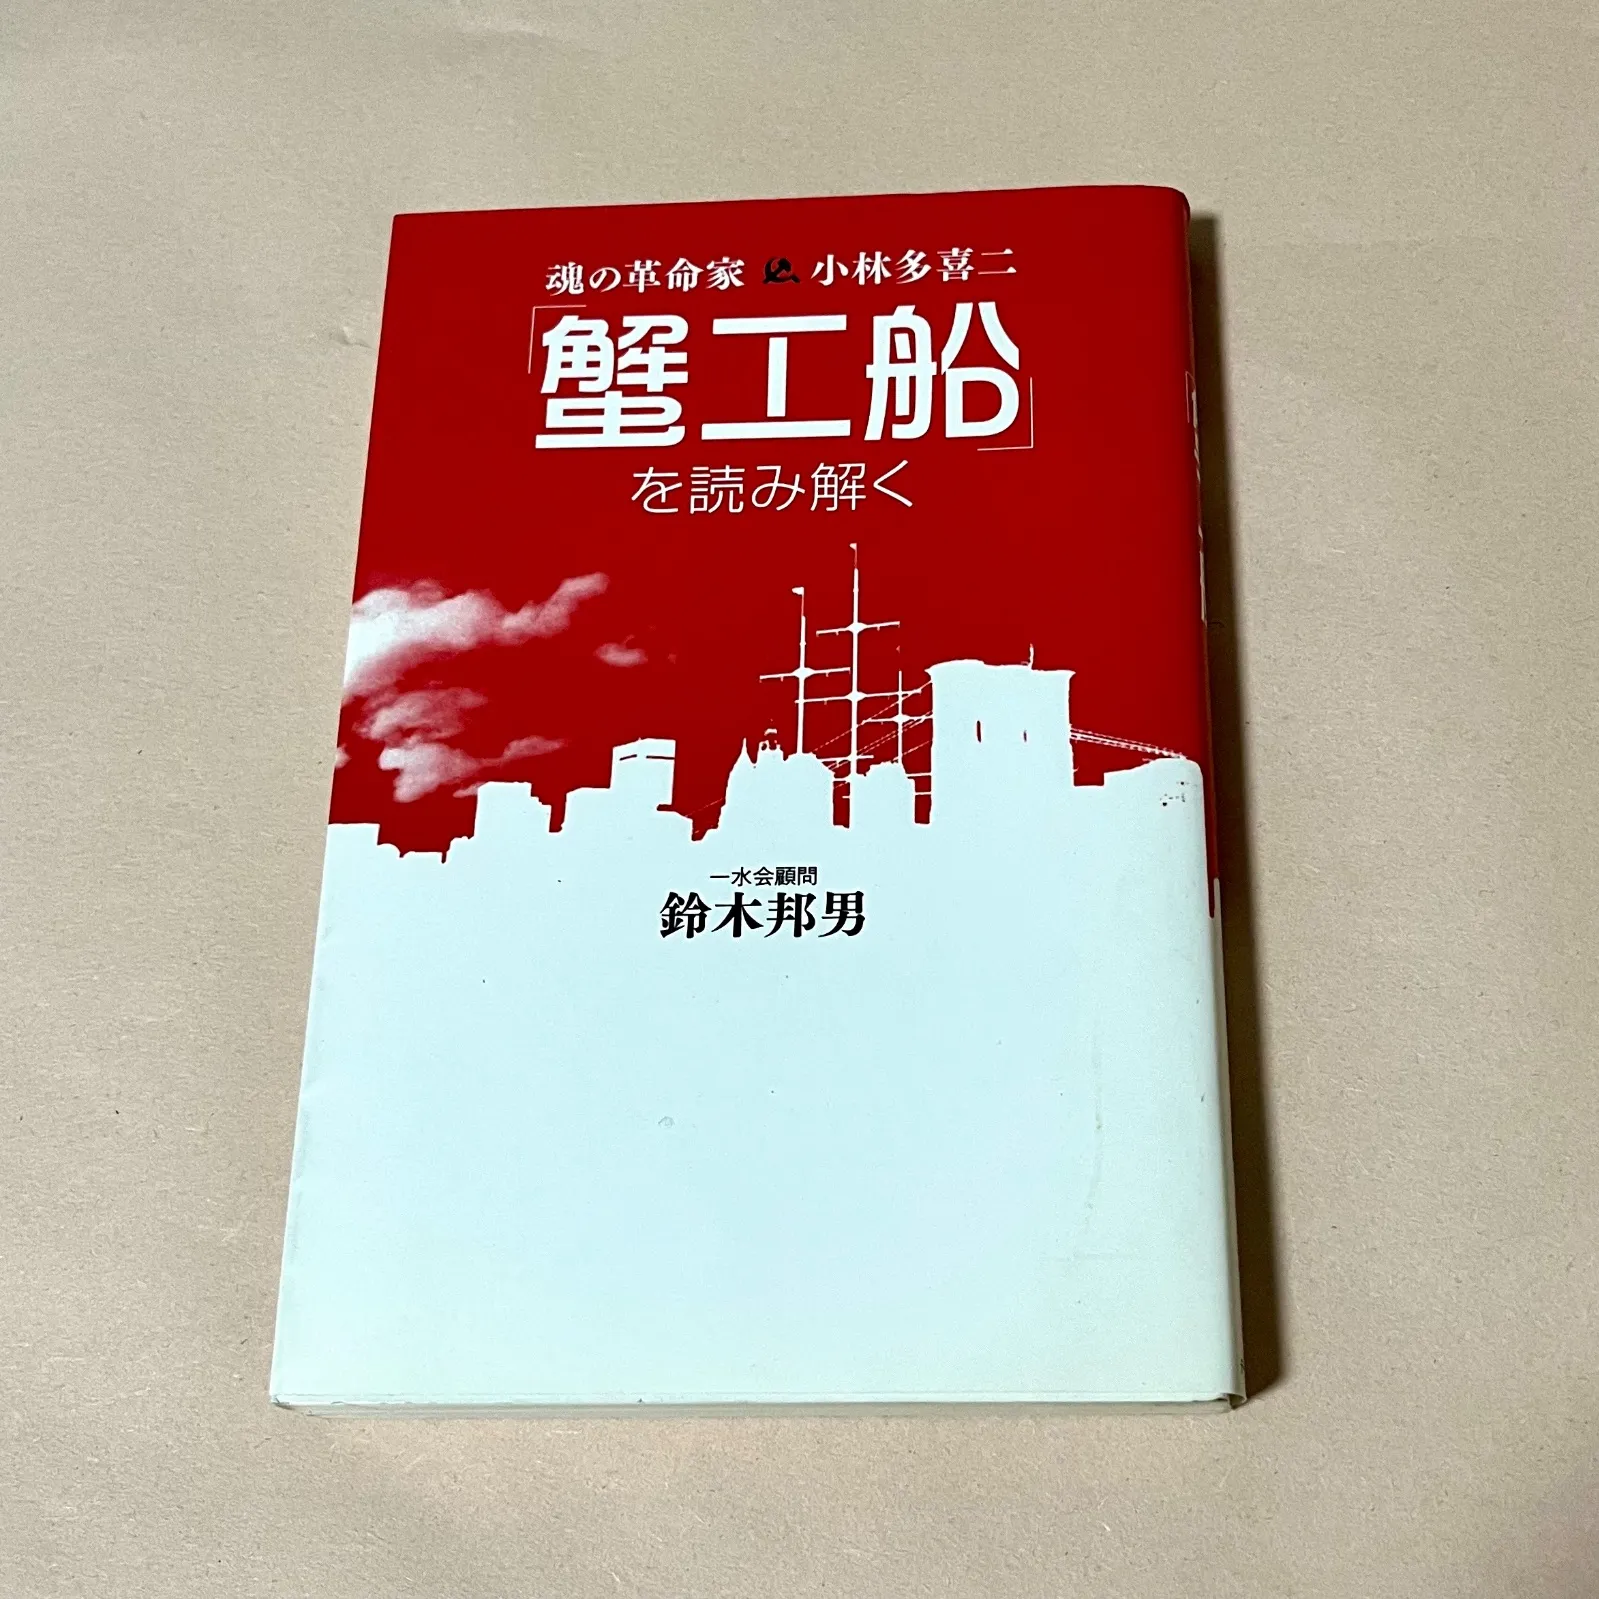 魂の革命家 小林多喜二
「蟹工船」
を読み解く
一水会顧問
鈴木邦男